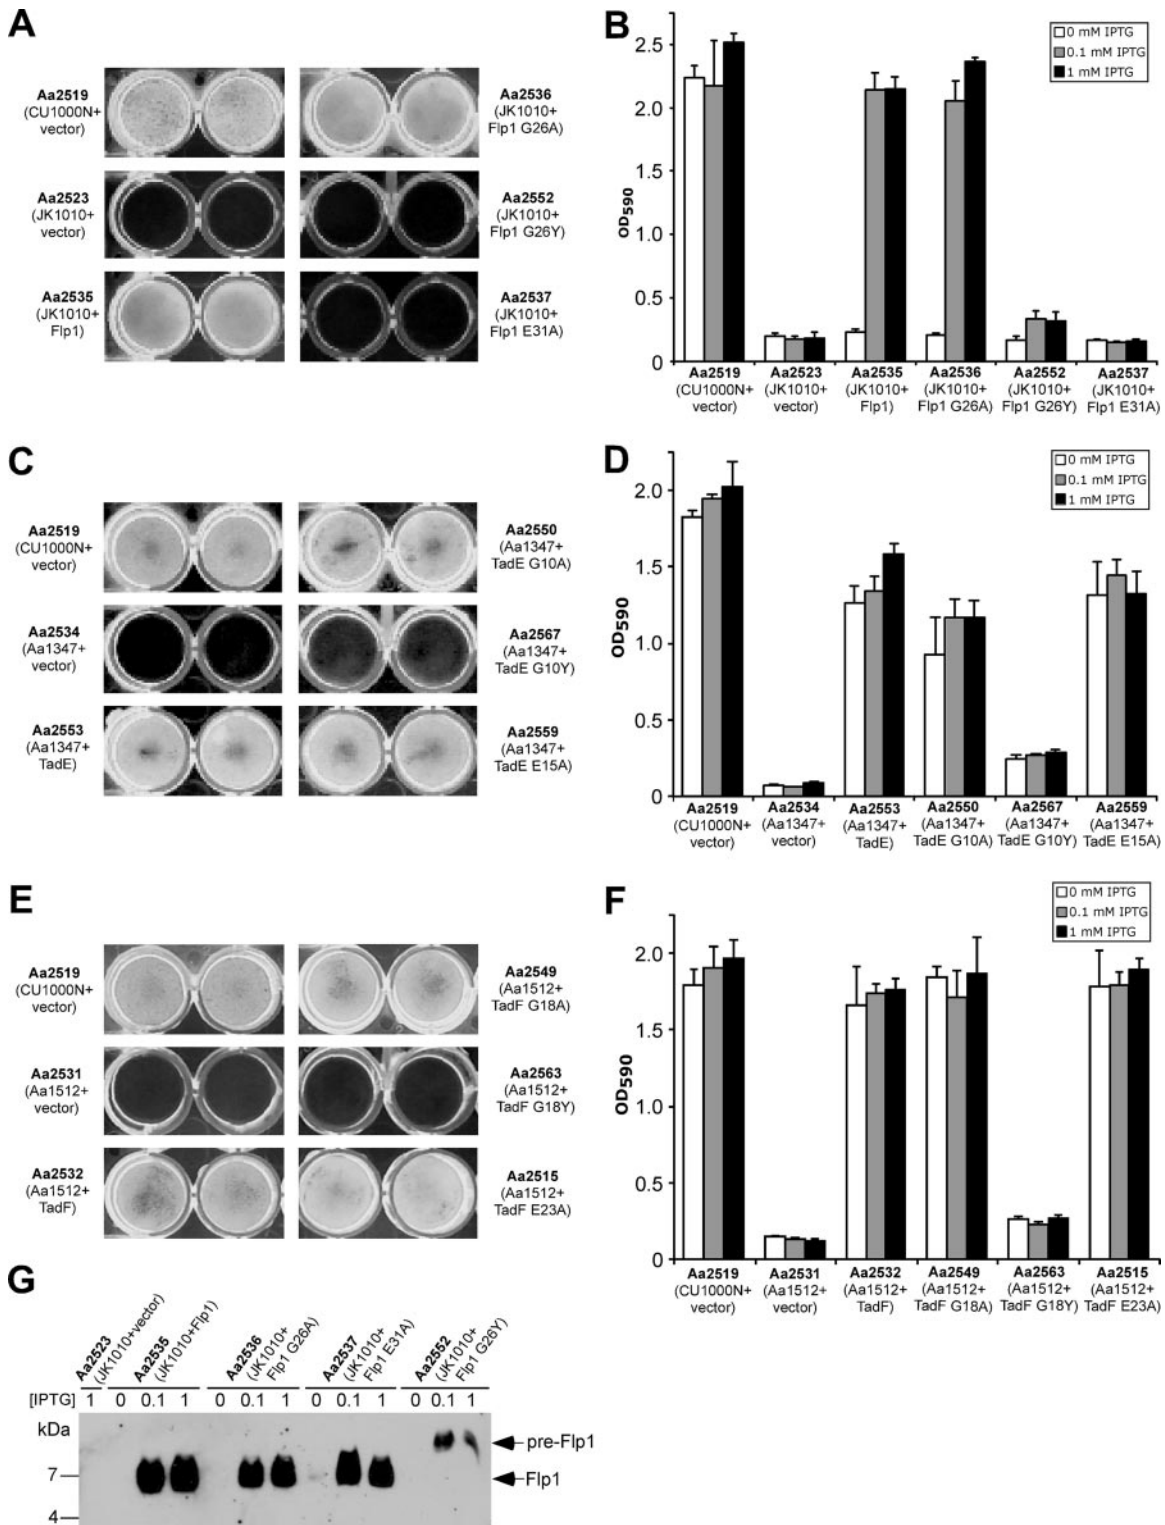 A
Aa2519
(CU1000N+
vector)
Aa2536
(JK1010+
Flp1 G26A)
Aa2523
(JK1010+
vector)
Aa2552
(JK1010+
Flp1 G26Y)
Aa2535
(JK1010+
Flp1)
Aa2537
(JK1010+
Flp1 E31A)
B
0 mM IPTG
0.1 mM IPTG
1 mM IPTG
OD590
2.5
2.0
1.5
1.0
0.5
0
Aa2519
(CU1000N+
vector)
Aa2523
(JK1010+
vector)
Aa2535
(JK1010+
Flp1)
Aa2536
(JK1010+
Flp1 G26A)
Aa2552
(JK1010+
Flp1 G26Y)
Aa2537
(JK1010+
Flp1 E31A)
C
Aa2519
(CU1000N+
vector)
Aa2550
(Aa1347+
TadE G10A)
Aa2534
(Aa1347+
vector)
Aa2567
(Aa1347+
TadE G10Y)
Aa2553
(Aa1347+
TadE)
Aa2559
(Aa1347+
TadE E15A)
D
0 mM IPTG
0.1 mM IPTG
1 mM IPTG
OD590
2.0
1.5
1.0
0.5
0
Aa2519
(CU1000N+
vector)
Aa2534
(Aa1347+
vector)
Aa2553
(Aa1347+
TadE)
Aa2550
(Aa1347+
TadE G10A)
Aa2567
(Aa1347+
TadE G10Y)
Aa2559
(Aa1347+
TadE E15A)
E
Aa2519
(CU1000N+
vector)
Aa2549
(Aa1512+
TadF G18A)
Aa2531
(Aa1512+
vector)
Aa2563
(Aa1512+
TadF G18Y)
Aa2532
(Aa1512+
TadF)
Aa2515
(Aa1512+
TadF E23A)
F
0 mM IPTG
0.1 mM IPTG
1 mM IPTG
OD590
2.0
1.5
1.0
0.5
0
Aa2519
(CU1000N+
vector)
Aa2531
(Aa1512+
vector)
Aa2532
(Aa1512+
TadF)
Aa2549
(Aa1512+
TadF G18A)
Aa2563
(Aa1512+
TadF G18Y)
Aa2515
(Aa1512+
TadF E23A)
G
Aa2523
(JK1010+vector)
Aa2535
(JK1010+Flp1)
Aa2536
(JK1010+
Flp1 G26A)
Aa2537
(JK1010+
Flp1 E31A)
Aa2552
(JK1010+
Flp1 G26Y)
[IPTG] 1 0 0.1 1 0 0.1 1 0 0.1 1 0 0.1 1
kDa
7
4
pre-Flp1
Flp1